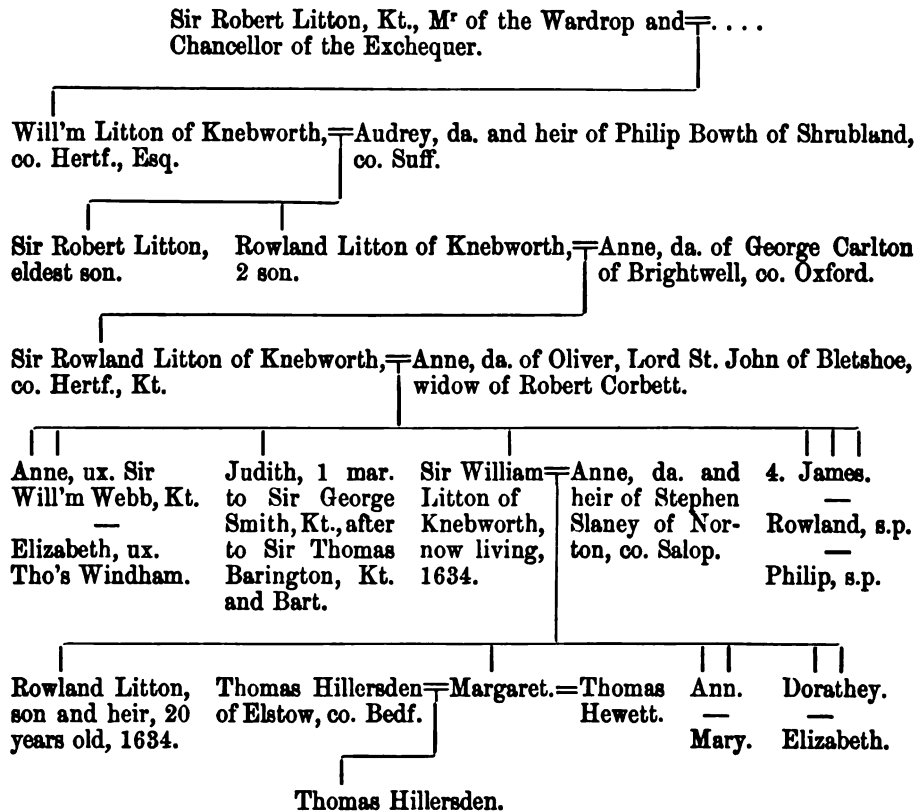 Sir Robert Litton, Kt., Mʳ of the Wardrop and=. . . .
Chancellor of the Exchequer.
Will'm Litton of Knebworth,=Audrey, da. and heir of Philip Bowth of Shrubland,
co. Hertf., Esq.
co. Suff.
Sir Robert Litton,
eldest son.
Rowland Litton of Knebworth,=Anne, da. of George Carlton
2 son.
of Brightwell, co. Oxford.
Sir Rowland Litton of Knebworth,=Anne, da. of Oliver, Lord St. John of Bletshoe,
co. Hertf., Kt.
widow of Robert Corbett.
Anne, ux. Sir
Will'm Webb, Kt.
—
Elizabeth, ux.
Tho's Windham.
Judith, 1 mar.
to Sir George
Smith, Kt., after
to Sir Thomas
Barington, Kt.
and Bart.
Sir William=
Litton of
Knebworth,
now living,
1634.
Anne, da. and
heir of Stephen
Slaney of Nor-
ton, co. Salop.
4. James.
—
Rowland, s.p.
—
Philip, s.p.
Rowland Litton,
son and heir, 20
years old, 1634.
Thomas Hillersden=Margaret.=Thomas
of Elstow, co. Bedf.
Hewett.
Ann.
—
Mary.
Dorathey.
—
Elizabeth.
Thomas Hillersden.